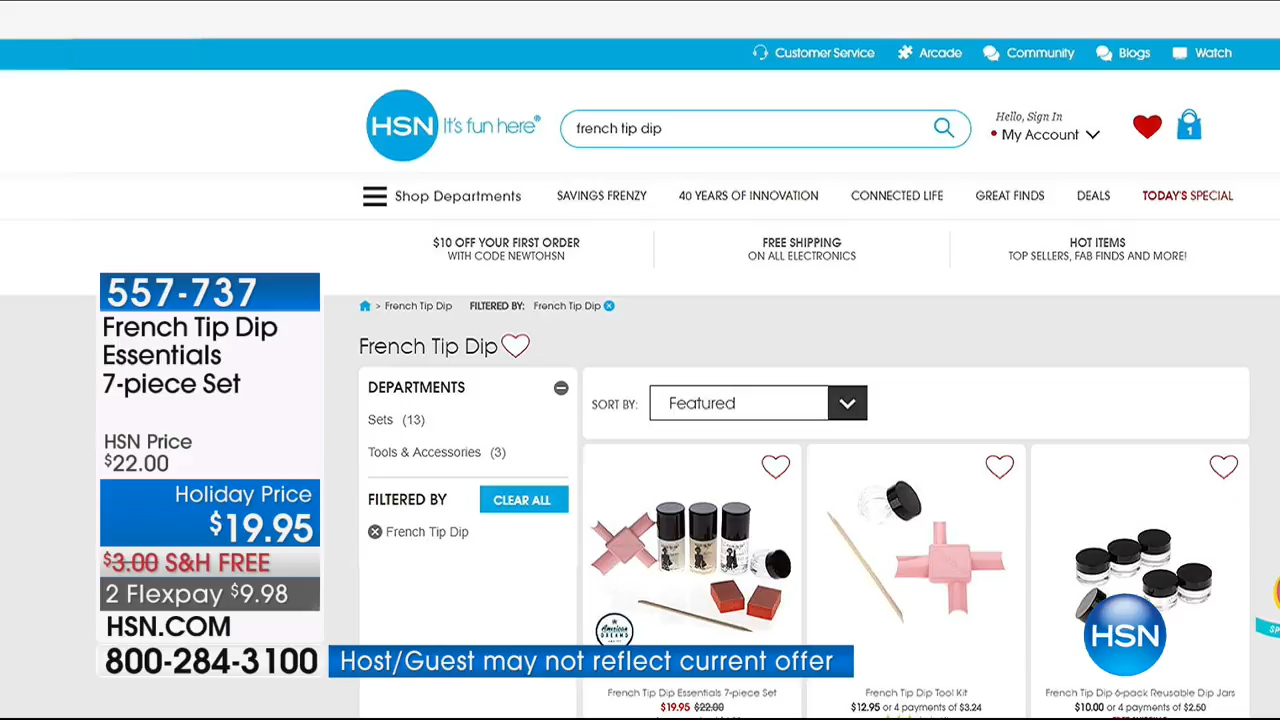 Customer Service
Arcade
Community
Blogs
Watch
HSN It's fun here®
french tip dip
Hello, Sign In
My Account
1
Shop Departments
SAVINGS FRENZY
40 YEARS OF INNOVATION
CONNECTED LIFE
GREAT FINDS
DEALS
TODAY'S SPECIAL
$10 OFF YOUR FIRST ORDER
WITH CODE NEWTOHSN
FREE SHIPPING
ON ALL ELECTRONICS
HOT ITEMS
TOP SELLERS, FAB FINDS AND MORE!
557-737
French Tip Dip
Essentials
7-piece Set
HSN Price
$22.00
Holiday Price
$19.95
$3.00 S&H FREE
2 Flexpay $9.98
HSN.COM
800-284-3100
Host/Guest may not reflect current offer
> French Tip Dip FILTERED BY: French Tip Dip
French Tip Dip
DEPARTMENTS
Sets (13)
Tools & Accessories (3)
FILTERED BY
CLEAR ALL
French Tip Dip
SORT BY: Featured
American
DREAMS
French Tip Dip Essentials 7-piece Set
$19.95 $22.00
French Tip Dip Tool Kit
$12.95 or 4 payments of $3.24
French Tip Dip 6-pack Reusable Dip Jars
$10.00 or 4 payments of $2.50
HSN